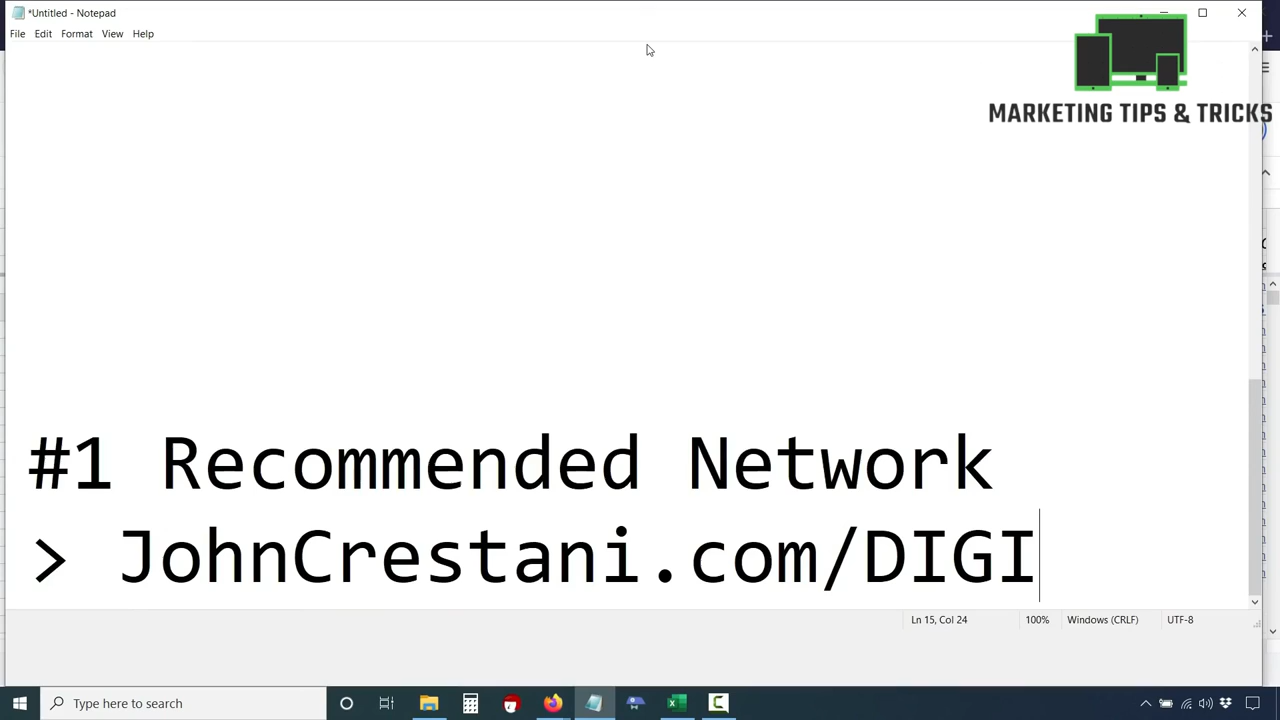 *Untitled - Notepad
File Edit Format View Help
MARKETING TIPS & TRICKS
#1 Recommended Network
> JohnCrestani.com/DIGI
Ln 15, Col 24 100% Windows (CRLF) UTF-8
Type here to search